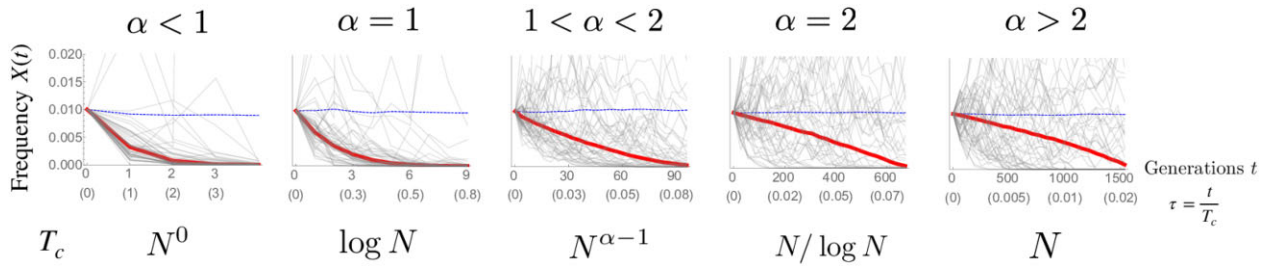 α < 1 α = 1 1 < α < 2 α = 2 α > 2
Frequency X(t)
0.020
0.015
0.010
0.005
0.000
0 1 2 3
(0) (1) (2) (3)
0 3 6 9
(0) (0.3) (0.5) (0.8)
0 30 60 90
(0) (0.03) (0.05) (0.08)
0 200 400 600
(0) (0.02) (0.05) (0.07)
0 500 1000 1500
(0) (0.005) (0.01) (0.02)
Generations t
τ = t/T_c
T_c N^0 log N N^{α−1} N/ log N N